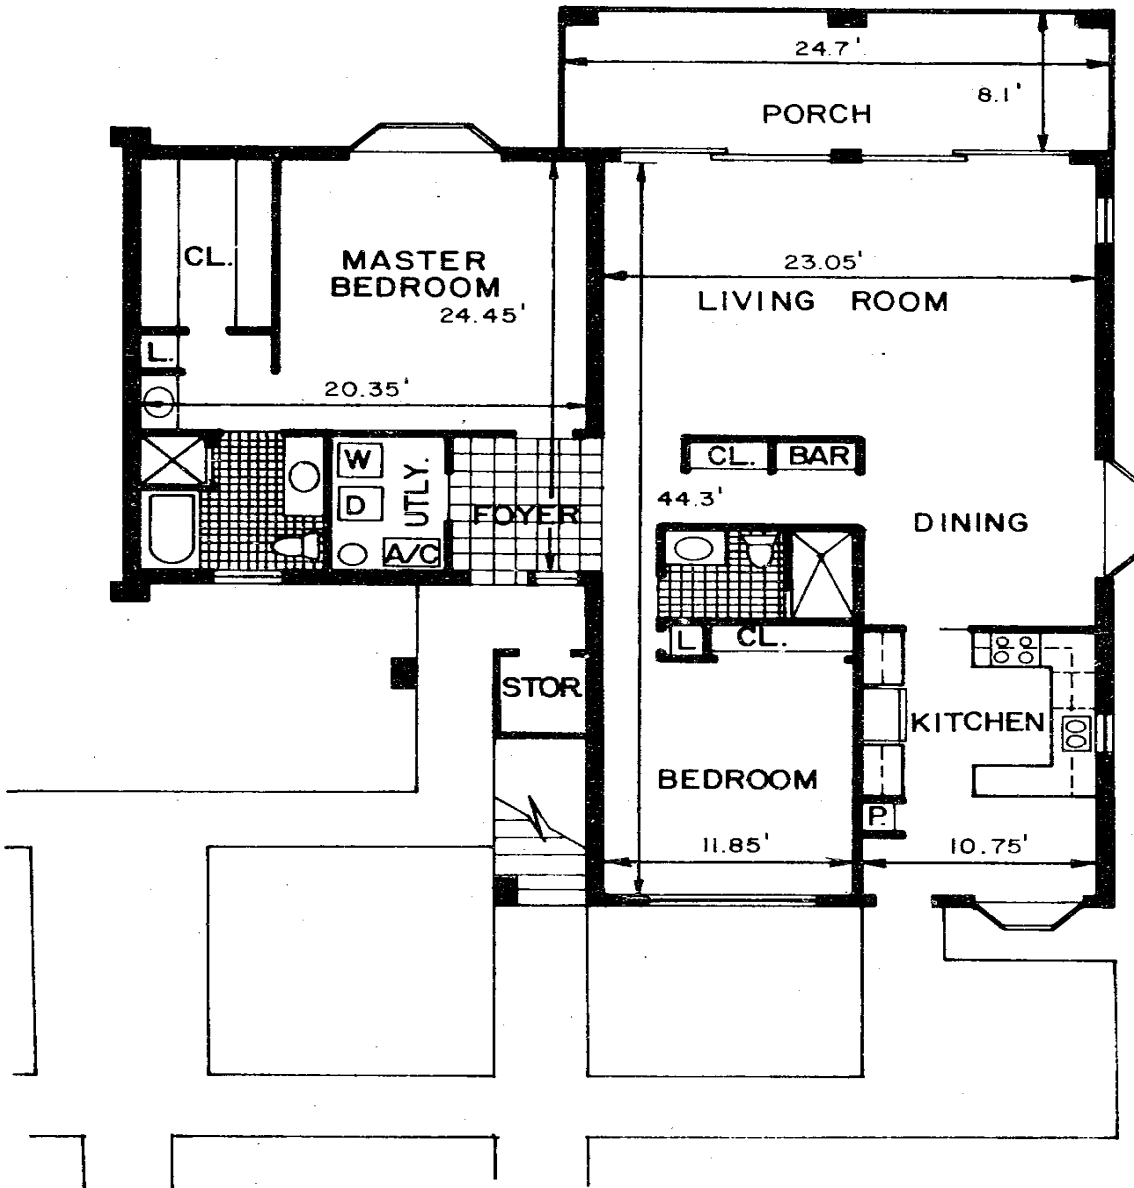 24.7'
8.1'
PORCH
CL.
MASTER
BEDROOM
24.45'
23.05'
LIVING ROOM
L.
20.35'
W
D
UTLY.
A/C
FOYER
CL.
BAR
44.3'
DINING
L
CL.
STOR
KITCHEN
BEDROOM
P.
11.85'
10.75'